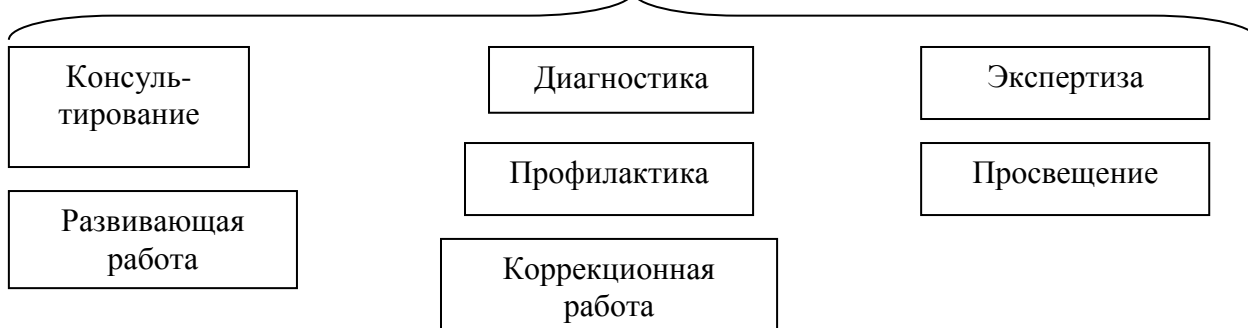 Консуль-
тирование
Диагностика
Экспертиза
Профилактика
Просвещение
Развивающая
работа
Коррекционная
работа